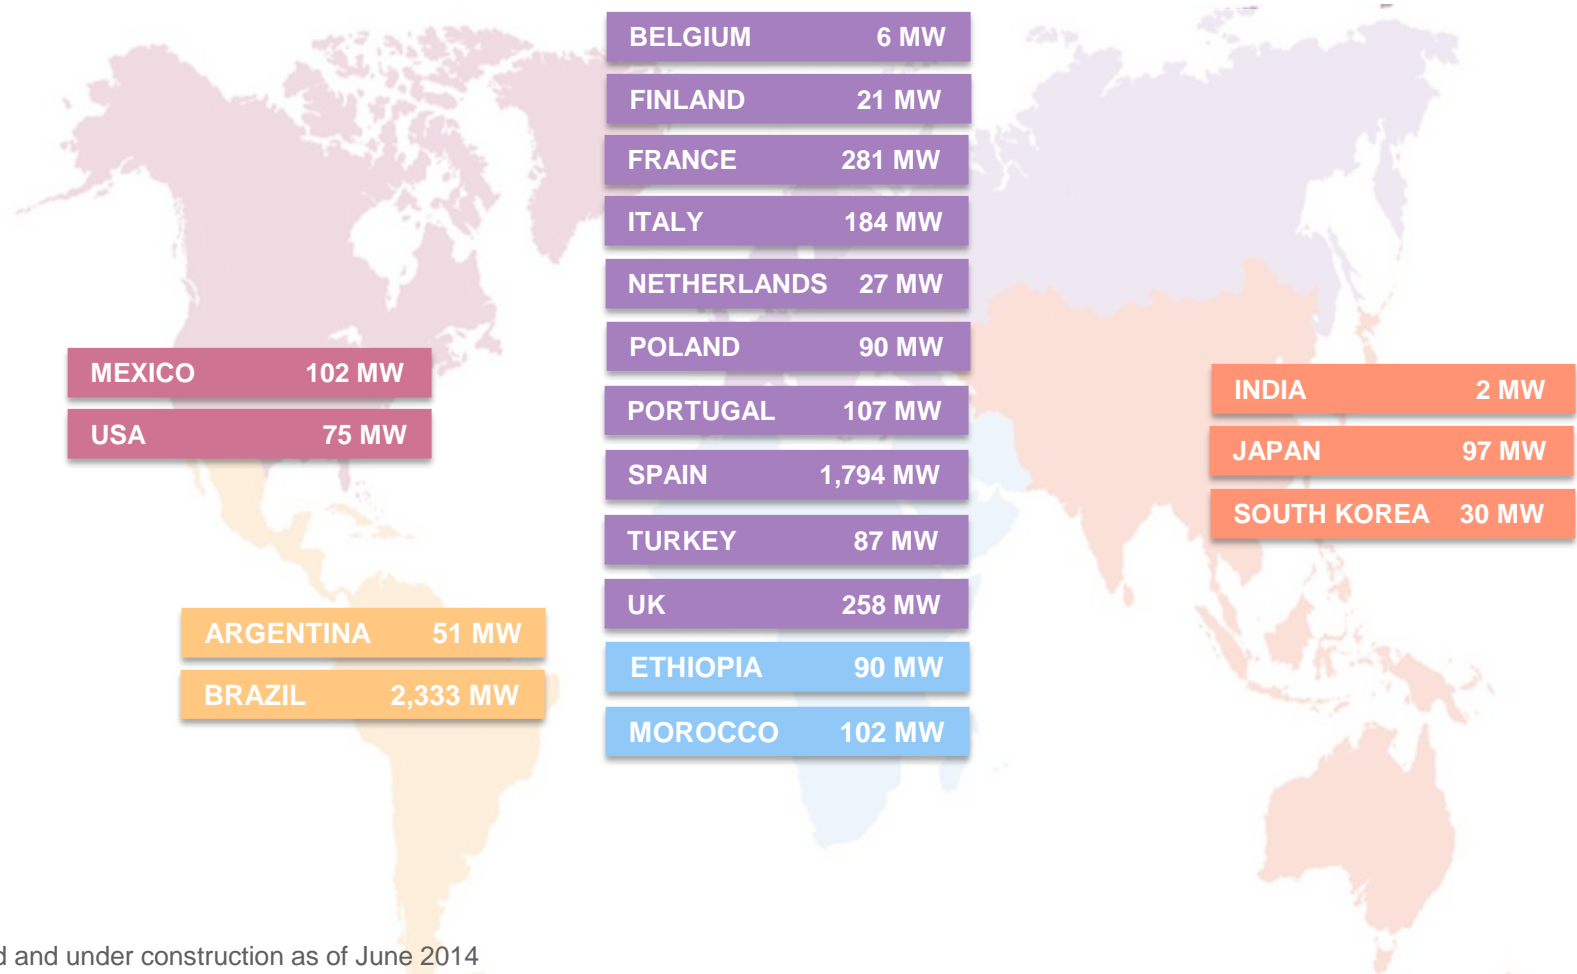 BELGIUM 6 MW
FINLAND 21 MW
FRANCE 281 MW
ITALY 184 MW
NETHERLANDS 27 MW
POLAND 90 MW
PORTUGAL 107 MW
SPAIN 1,794 MW
TURKEY 87 MW
UK 258 MW
ETHIOPIA 90 MW
MOROCCO 102 MW
MEXICO 102 MW
USA 75 MW
ARGENTINA 51 MW
BRAZIL 2,333 MW
INDIA 2 MW
JAPAN 97 MW
SOUTH KOREA 30 MW
and under construction as of June 2014